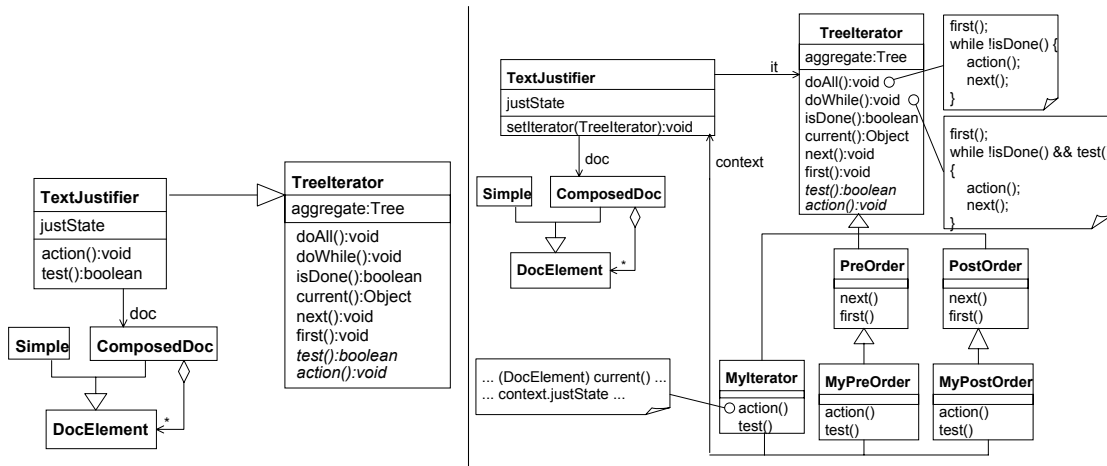 TextJustifier
justState
action():void
test():boolean
doc
Simple
ComposedDoc
*
DocElement
TreeIterator
aggregate:Tree
doAll():void
doWhile():void
isDone():boolean
current():Object
next():void
first():void
test():boolean
action():void
TextJustifier
justState
setIterator(TreeIterator):void
it
doc
context
Simple
ComposedDoc
*
DocElement
TreeIterator
aggregate:Tree
doAll():void
doWhile():void
isDone():boolean
current():Object
next():void
first():void
test():boolean
action():void
first();
while !isDone() {
action();
next();
}
first();
while !isDone() && test()
{
action();
next();
}
PreOrder
next()
first()
PostOrder
next()
first()
... (DocElement) current() ...
... context.justState ...
MyIterator
action()
test()
MyPreOrder
action()
test()
MyPostOrder
action()
test()